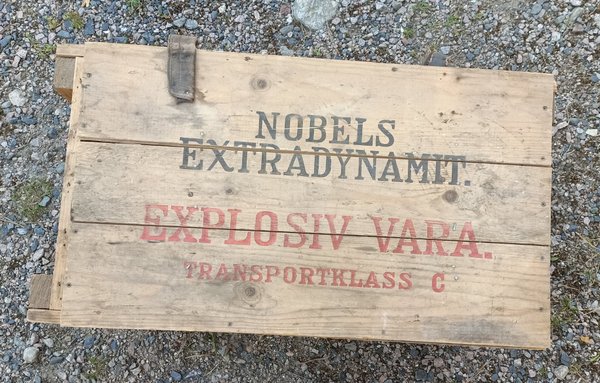 NOBELS
EXTRADYNAMIT.
EXPLOSIV VARA.
TRANSPORTKLASS C